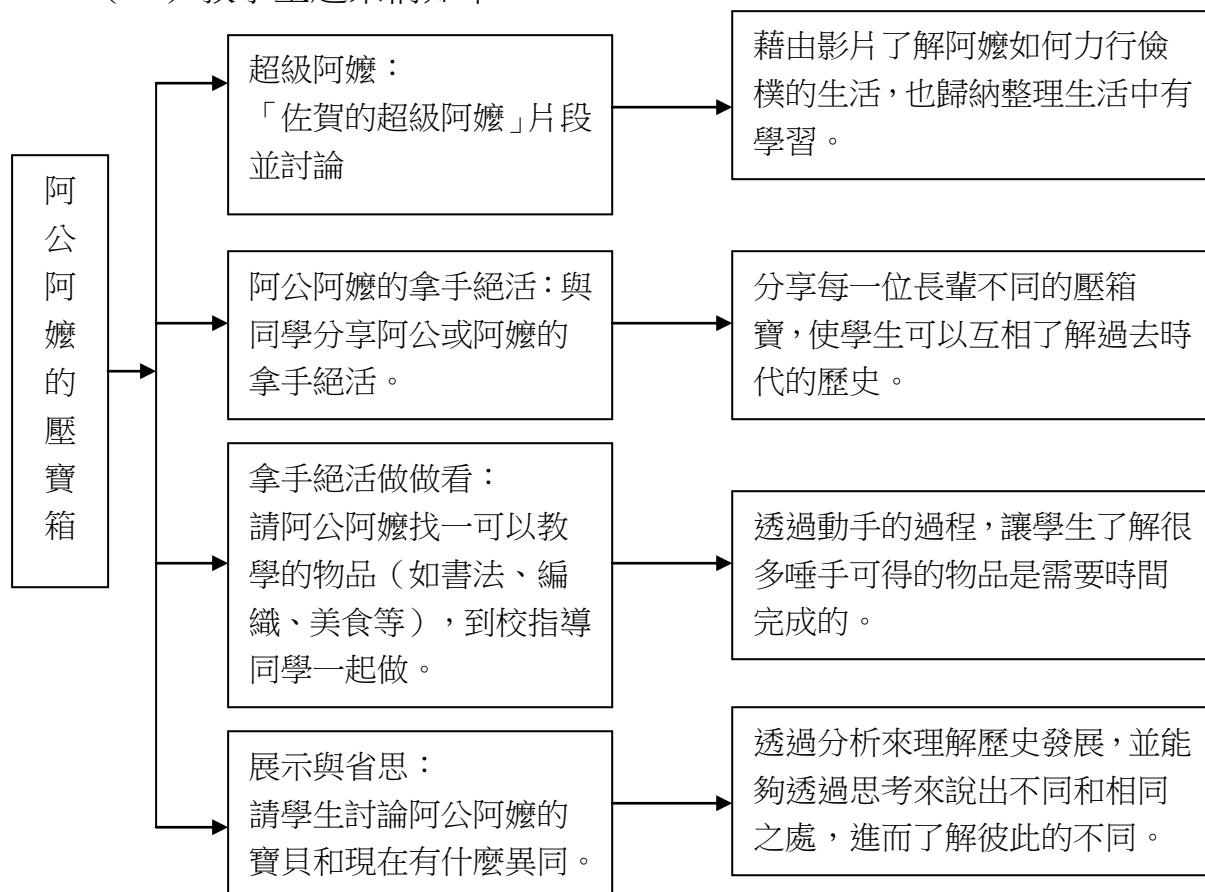 阿
公
阿
嬤
的
壓
寶
箱
超級阿嬤：
「佐賀的超級阿嬤」片段
並討論
藉由影片了解阿嬤如何力行儉
樸的生活，也歸納整理生活中有
學習。
阿公阿嬤的拿手絕活：與
同學分享阿公或阿嬤的
拿手絕活。
分享每一位長輩不同的壓箱
寶，使學生可以互相了解過去時
代的歷史。
拿手絕活做做看：
請阿公阿嬤找一可以教
學的物品（如書法、編
織、美食等），到校指導
同學一起做。
透過動手的過程，讓學生了解很
多唾手可得的物品是需要時間
完成的。
展示與省思：
請學生討論阿公阿嬤的
寶貝和現在有什麼異同。
透過分析來理解歷史發展，並能
夠透過思考來說出不同和相同
之處，進而了解彼此的不同。